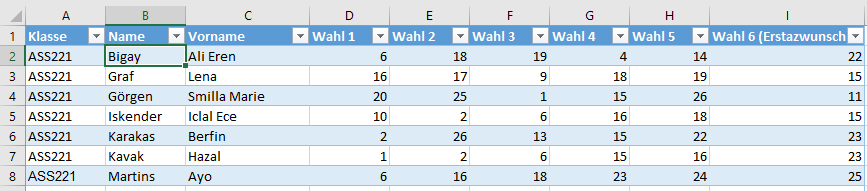 A B C D E F G H I
1 Klasse Name Vorname Wahl 1 Wahl 2 Wahl 3 Wahl 4 Wahl 5 Wahl 6 (Erstazwunsch
2 ASS221 Bigay Ali Eren 6 18 19 4 14 22
3 ASS221 Graf Lena 16 17 9 18 19 15
4 ASS221 Görgen Smilla Marie 20 25 1 15 26 11
5 ASS221 Iskender Iclal Ece 10 2 6 16 18 15
6 ASS221 Karakas Berfin 2 26 13 15 22 23
7 ASS221 Kavak Hazal 1 2 6 15 16 23
8 ASS221 Martins Ayo 6 16 18 23 24 25